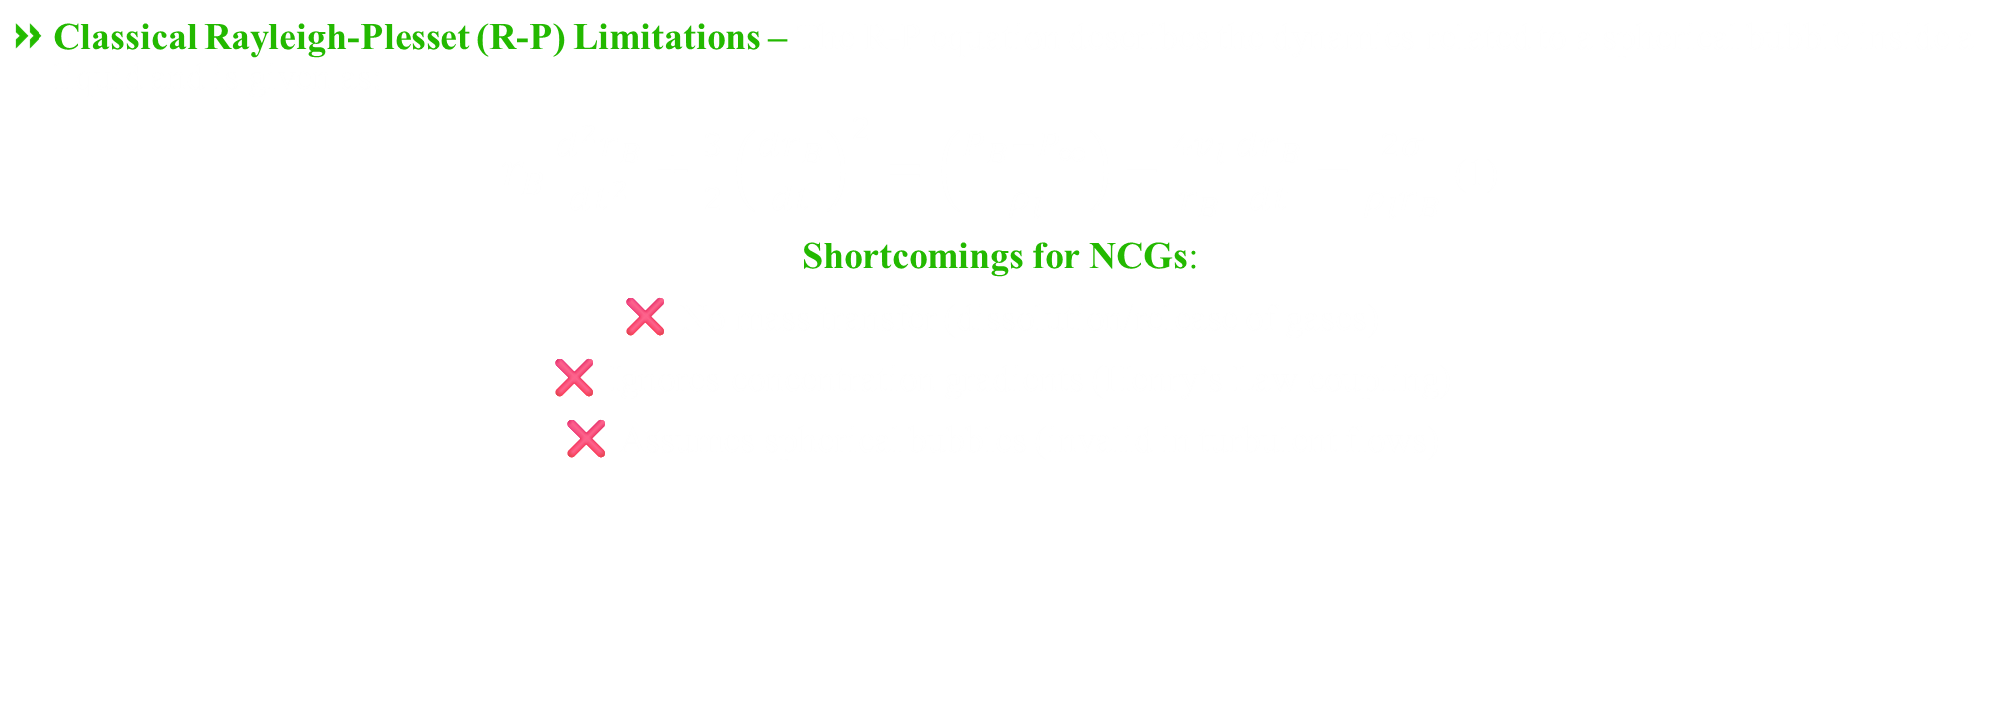 » Classical Rayleigh-Plesset (R-P) Limitations –
Shortcomings for NCGs:
❌
❌
❌